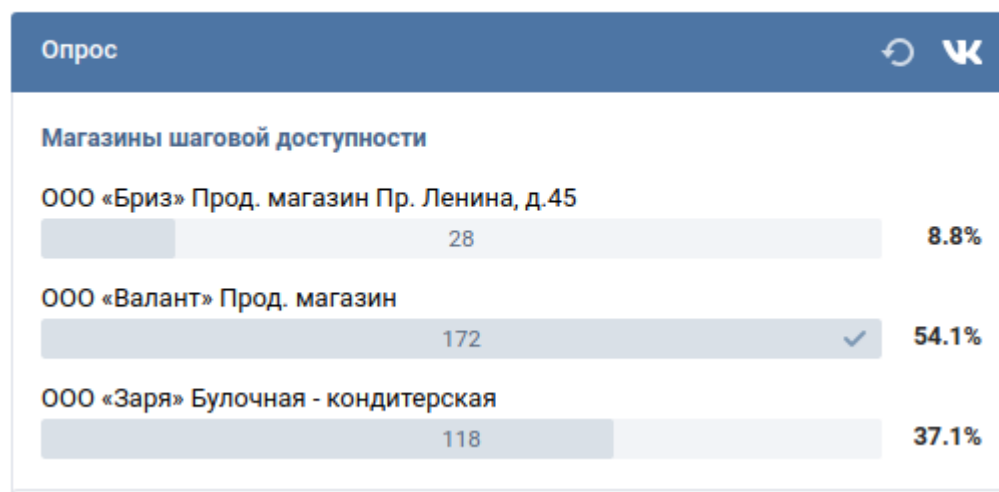 Опрос
Магазины шаговой доступности
ООО «Бриз» Прод. магазин Пр. Ленина, д.45
28 8.8%
ООО «Валант» Прод. магазин
172 54.1%
ООО «Заря» Булочная - кондитерская
118 37.1%